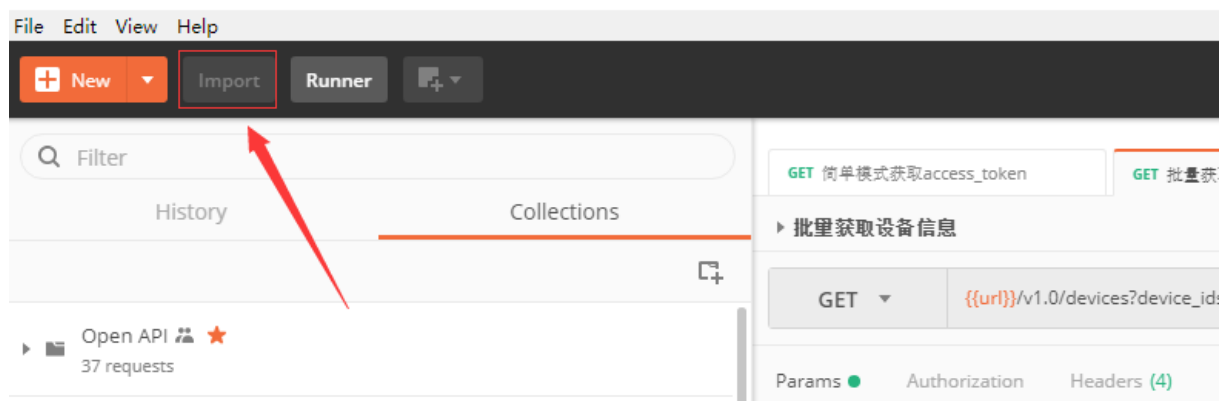 File Edit View Help
New Import Runner
Filter
History Collections
Open API
37 requests
GET 简单模式获取access_token GET 批量获
批量获取设备信息
GET {{url}}/v1.0/devices?device_ids
Params Authorization Headers (4)